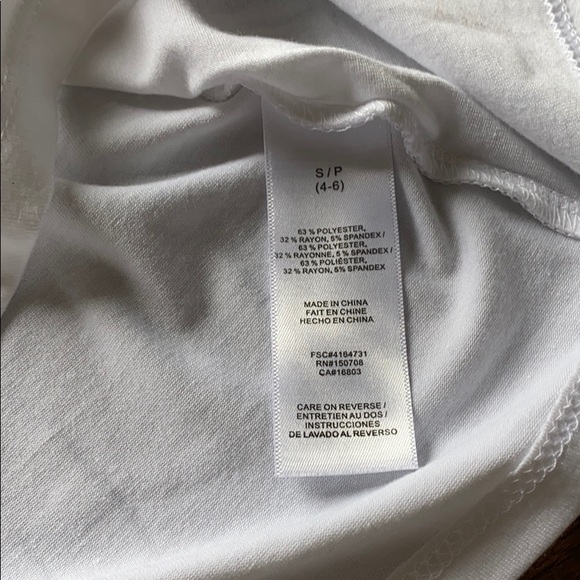 S / P
(4-6)
63 % POLYESTER,
32 % RAYON, 5% SPANDEX /
63 % POLYESTER,
32 % RAYONNE, 5 % SPANDEX /
63 % POLIÉSTER,
32 % RAYON, 5% SPANDEX
MADE IN CHINA
FAIT EN CHINE
HECHO EN CHINA
FSC#4164731
RN#150708
CA#16803
CARE ON REVERSE /
ENTRETIEN AU DOS /
INSTRUCCIONES
DE LAVADO AL REVERSO